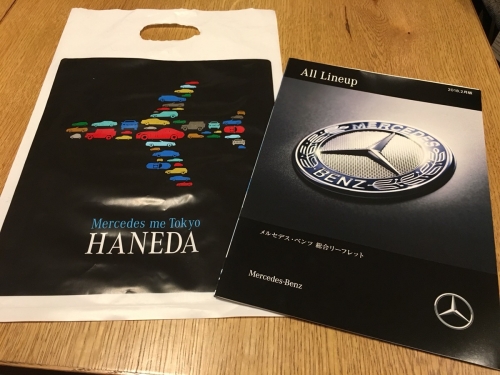 Mercedes me Tokyo
HANEDA
All Lineup
2018.2月版
MERCEDES
BENZ
メルセデス・ベンツ 総合リーフレット
Mercedes-Benz